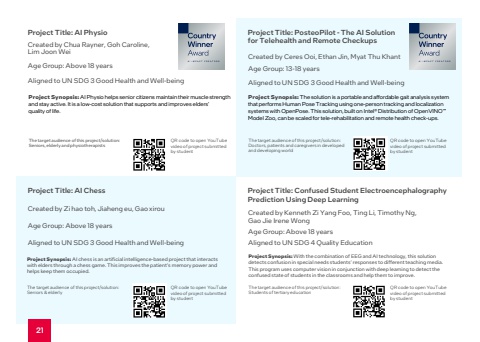 Project Title: AI Physio
Created by Chua Rayner, Goh Caroline,
Lim Joon Wei
Age Group: Above 18 years
Aligned to UN SDG 3 Good Health and Well-being
Project Synopsis: AI Physio helps senior citizens maintain their muscle strength
and stay active. It is a low-cost solution that supports and improves elders'
quality of life.
The target audience of this project/solution:
Seniors, elderly and physiotherapists
QR code to open YouTube
video of project submitted
by student
Country
Winner
Award
Project Title: PosteoPilot - The AI Solution
for Telehealth and Remote Checkups
Created by Ceres Ooi, Ethan Jin, Myat Thu Khant
Age Group: 13-18 years
Aligned to UN SDG 3 Good Health and Well-being
Project Synopsis: The solution is a portable and affordable gait analysis system
that performs Human Pose Tracking using one-person tracking and localization
systems with OpenPose. This solution, built on Intel® Distribution of OpenVINO™
Model Zoo, can be scaled for tele-rehabilitation and remote health check-ups.
The target audience of this project/solution:
Doctors, patients and caregivers in developed
and developing world
QR code to open YouTube
video of project submitted
by student
Country
Winner
Award
Project Title: AI Chess
Created by Zi hao toh, Jiaheng eu, Gao xirou
Age Group: Above 18 years
Aligned to UN SDG 3 Good Health and Well-being
Project Synopsis: AI chess is an artificial intelligence-based project that interacts
with elders through a chess game. This improves the patient's memory power and
helps keep them occupied.
The target audience of this project/solution:
Seniors & elderly
QR code to open YouTube
video of project submitted
by student
Project Title: Confused Student Electroencephalography
Prediction Using Deep Learning
Created by Kenneth Zi Yang Foo, Ting Li, Timothy Ng,
Gao Jie Irene Wong
Age Group: Above 18 years
Aligned to UN SDG 4 Quality Education
Project Synopsis: With the combination of EEG and AI technology, this solution
detects confusion in special needs students' responses to different teaching media.
This program uses computer vision in conjunction with deep learning to detect the
confused state of students in the classrooms and help them to improve.
The target audience of this project/solution:
Students of tertiary education
QR code to open YouTube
video of project submitted
by student
21